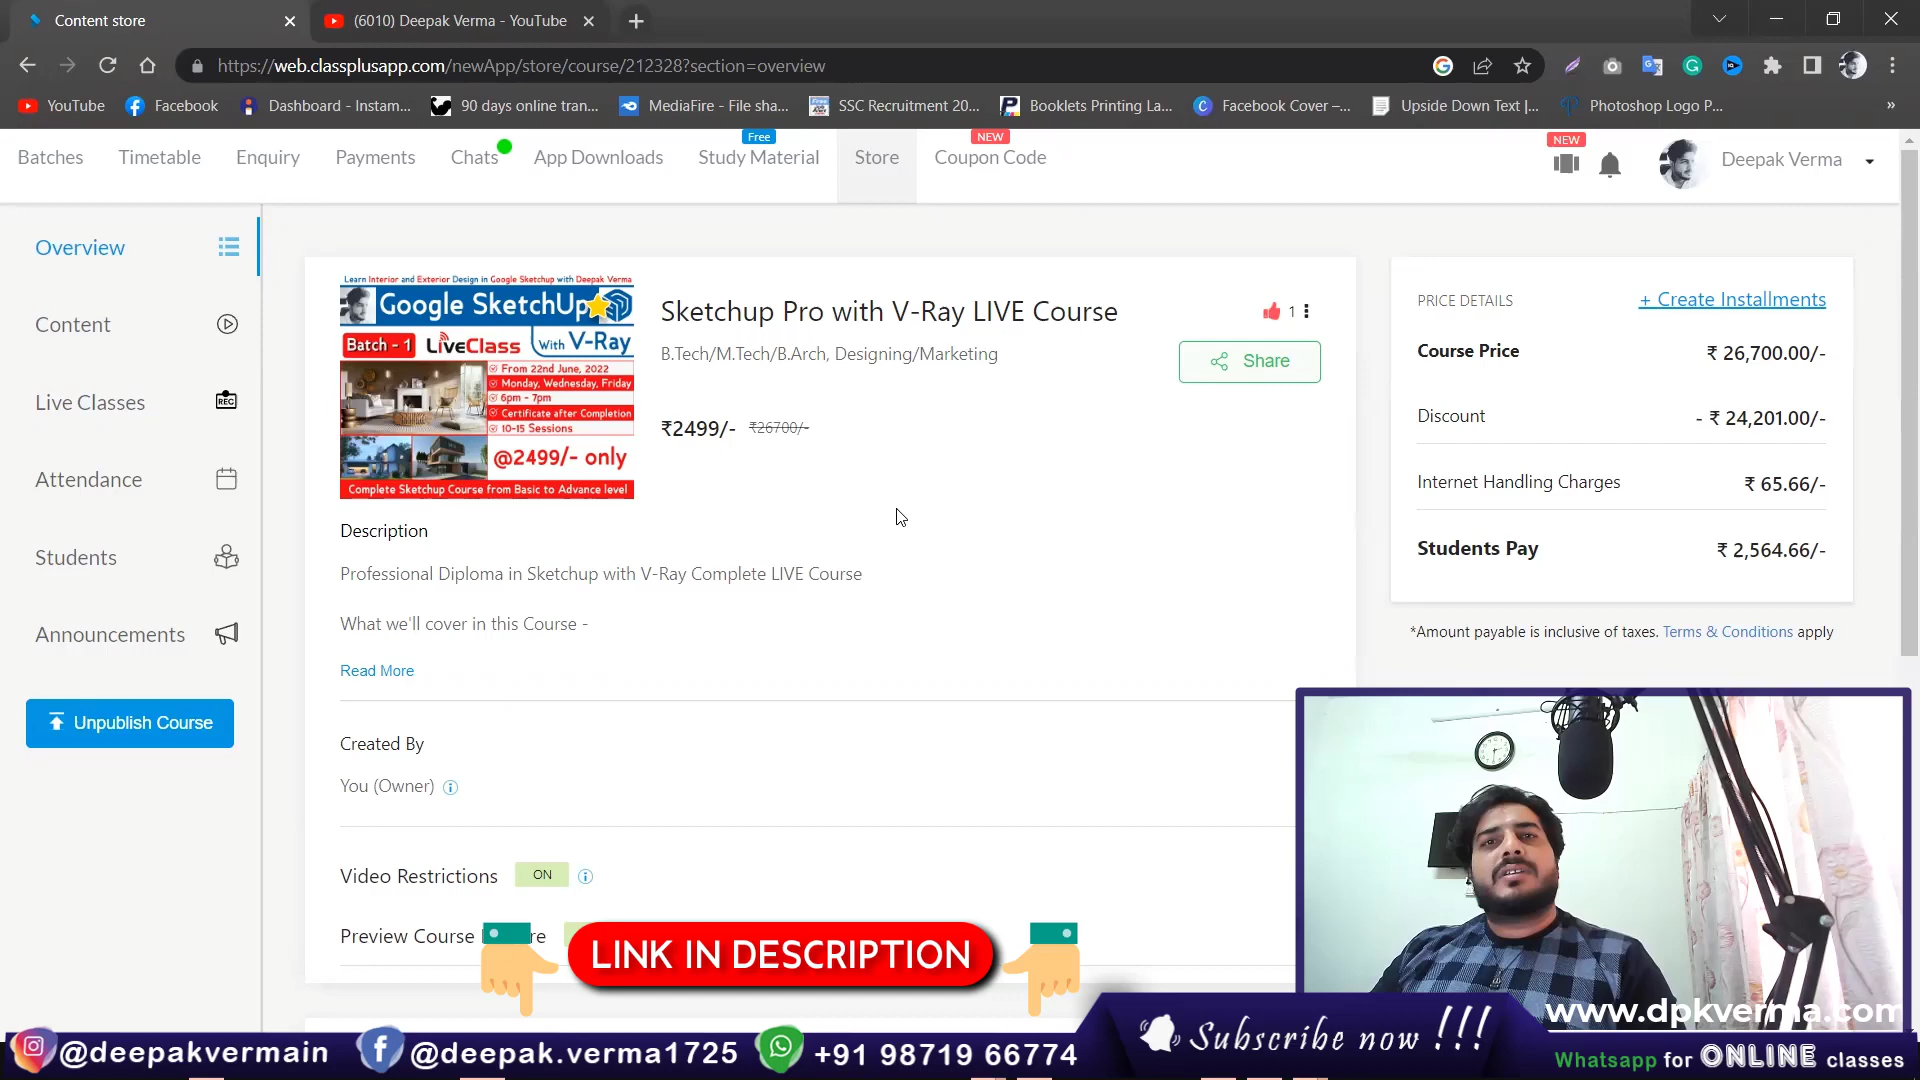 Content store
(6010) Deepak Verma - YouTube
https://web.classplusapp.com/newApp/store/course/212328?section=overview
YouTube
Facebook
Dashboard - Instam...
90 days online tran...
MediaFire - File sha...
SSC Recruitment 20...
Booklets Printing La...
Facebook Cover –...
Upside Down Text |...
Photoshop Logo P...
»
Batches
Timetable
Enquiry
Payments
Chats
App Downloads
Free
Study Material
Store
NEW
Coupon Code
NEW
Deepak Verma
Overview
Content
Live Classes
REC
Attendance
Students
Announcements
Unpublish Course
Learn Interior and Exterior Design in Google Sketchup with Deepak Verma
Google SketchUp
Batch - 1 LiveClass With V-Ray
From 22nd June, 2022
Monday, Wednesday, Friday
6pm - 7pm
Certificate after Completion
10-15 Sessions
@2499/- only
Complete Sketchup Course from Basic to Advance level
Sketchup Pro with V-Ray LIVE Course
1
B.Tech/M.Tech/B.Arch, Designing/Marketing
Share
₹2499/- ₹26700/-
Description
Professional Diploma in Sketchup with V-Ray Complete LIVE Course
What we'll cover in this Course -
Read More
Created By
You (Owner)
Video Restrictions ON
Preview Course
PRICE DETAILS
+ Create Installments
Course Price ₹ 26,700.00/-
Discount - ₹ 24,201.00/-
Internet Handling Charges ₹ 65.66/-
Students Pay ₹ 2,564.66/-
*Amount payable is inclusive of taxes. Terms & Conditions apply
LINK IN DESCRIPTION
@deepakvermain
@deepak.verma1725
+91 98719 66774
Subscribe now !!!
www.dpkverma.com
Whatsapp for ONLINE classes